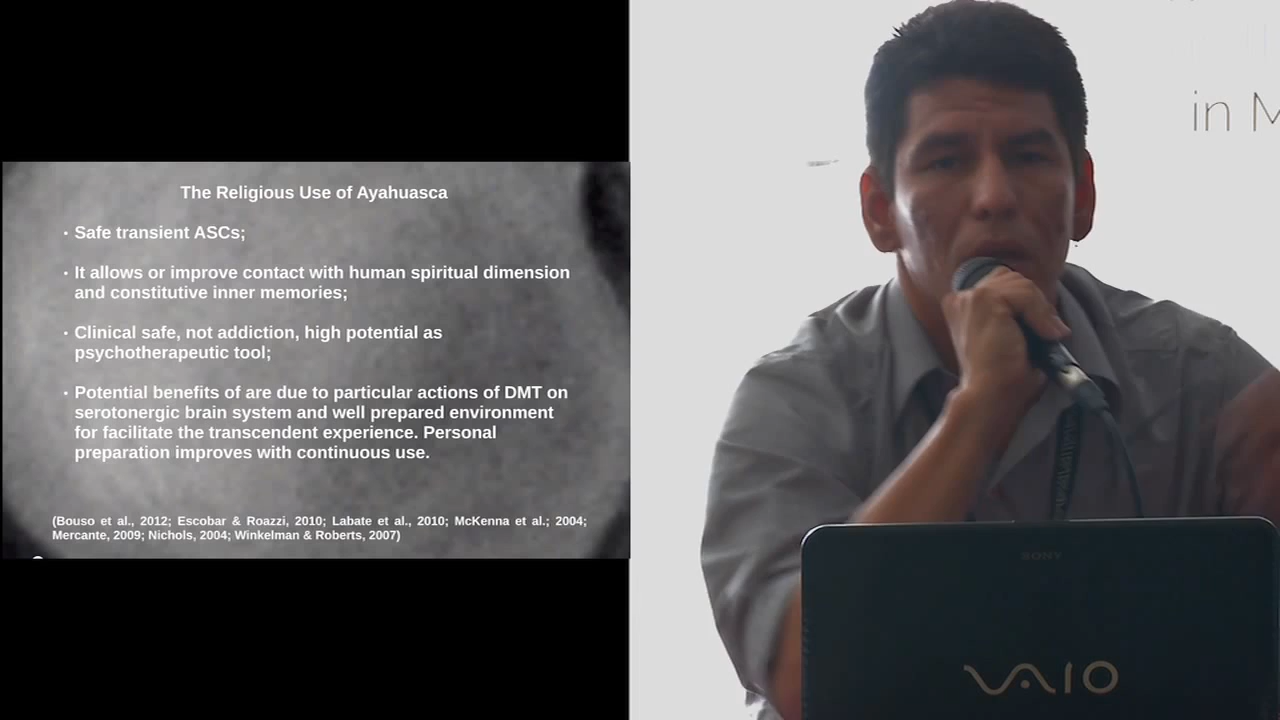 The Religious Use of Ayahuasca
· Safe transient ASCs;
· It allows or improve contact with human spiritual dimension
and constitutive inner memories;
· Clinical safe, not addiction, high potential as
psychotherapeutic tool;
· Potential benefits of are due to particular actions of DMT on
serotonergic brain system and well prepared environment
for facilitate the transcendent experience. Personal
preparation improves with continuous use.
(Bouso et al., 2012; Escobar & Roazzi, 2010; Labate et al., 2010; McKenna et al.; 2004;
Mercante, 2009; Nichols, 2004; Winkelman & Roberts, 2007)
in M
SONY
VAIO